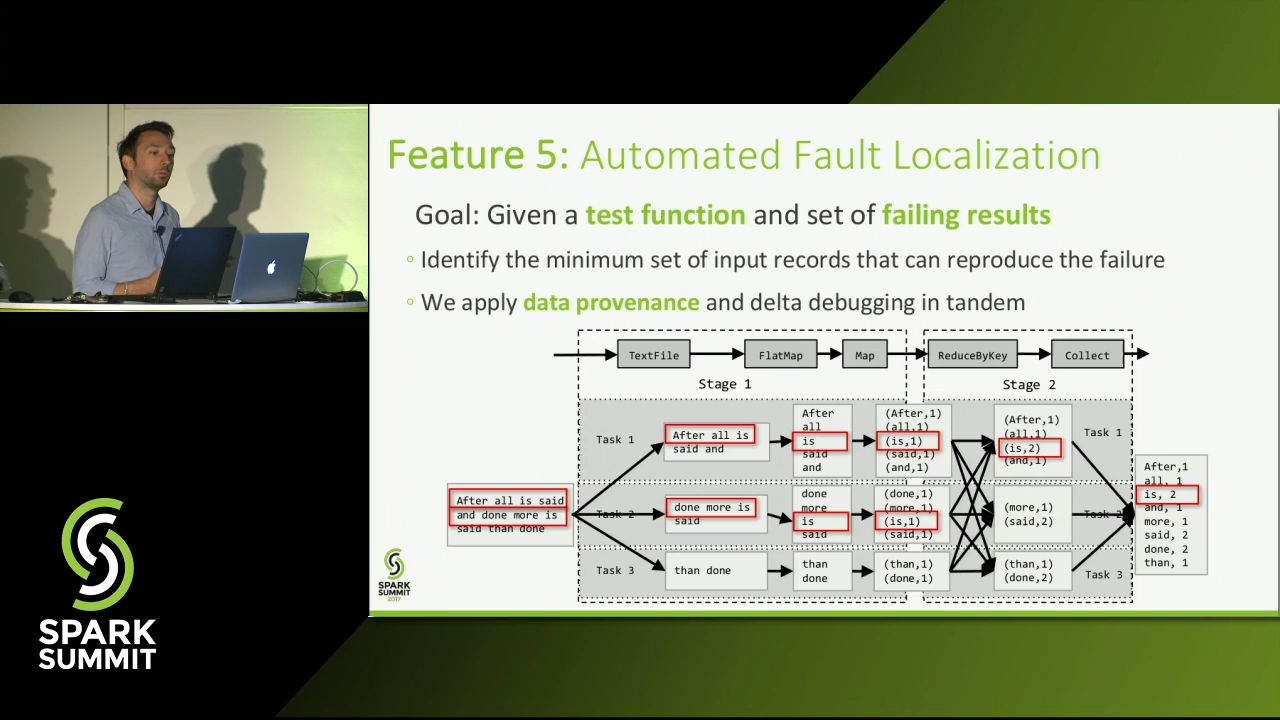 Feature 5: Automated Fault Localization
Goal: Given a test function and set of failing results
◦ Identify the minimum set of input records that can reproduce the failure
◦ We apply data provenance and delta debugging in tandem
TextFile
FlatMap
Map
ReduceByKey
Collect
Stage 1
Stage 2
After all is said
and done more is
said than done
Task 1
After all is
said and
After
all
is
said
and
(After,1)
(all,1)
(is,1)
(said,1)
(and,1)
(After,1)
(all,1)
(is,2)
(and,1)
Task 1
Task 2
done more is
said
done
more
is
said
(done,1)
(more,1)
(is,1)
(said,1)
(more,1)
(said,2)
Task 2
Task 3
than done
than
done
(than,1)
(done,1)
(than,1)
(done,2)
Task 3
After,1
all, 1
is, 2
and, 1
more, 1
said, 2
done, 2
than, 1
SPARK
SUMMIT
2017
SPARK
SUMMIT